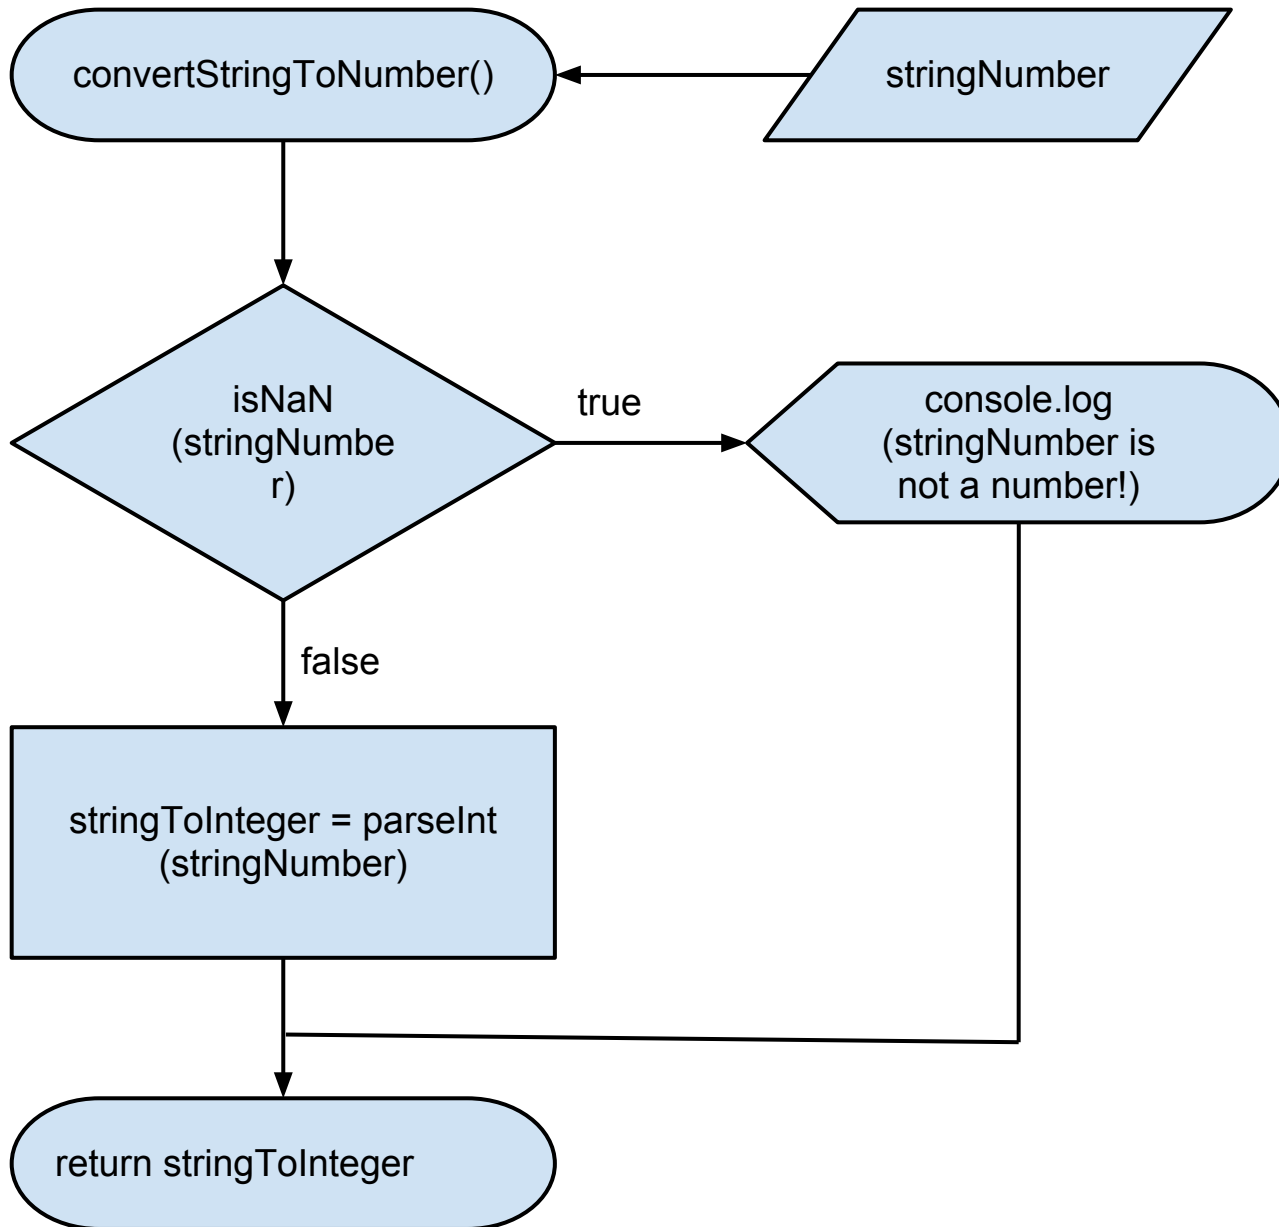 convertStringToNumber()
stringNumber
isNaN
(stringNumbe
r)
true
console.log
(stringNumber is
not a number!)
false
stringToInteger = parseInt
(stringNumber)
return stringToInteger